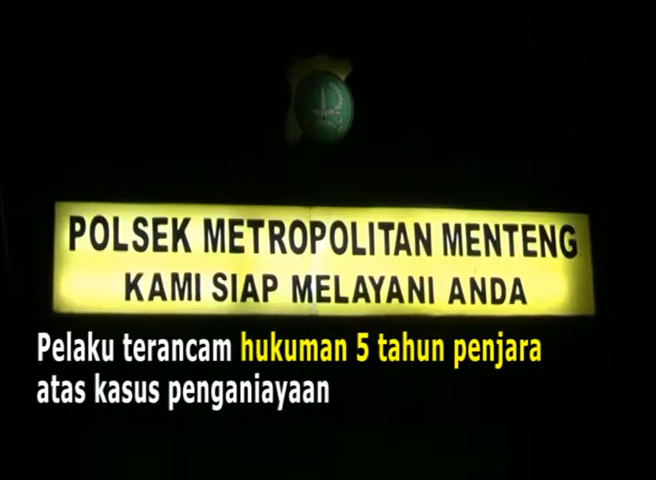 POLSEK METROPOLITAN MENTENG
KAMI SIAP MELAYANI ANDA
Pelaku terancam hukuman 5 tahun penjara
atas kasus penganiayaan